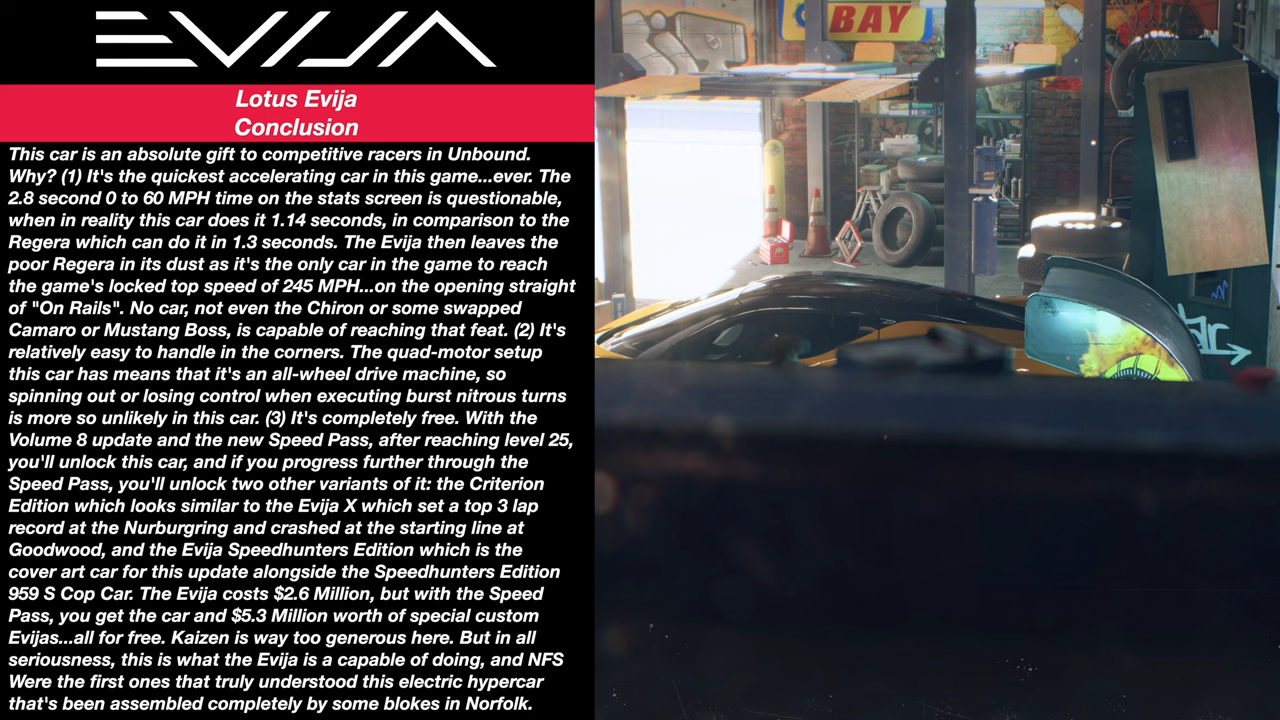 EVIJA
Lotus Evija
Conclusion
This car is an absolute gift to competitive racers in Unbound.
Why? (1) It's the quickest accelerating car in this game...ever. The
2.8 second 0 to 60 MPH time on the stats screen is questionable,
when in reality this car does it 1.14 seconds, in comparison to the
Regera which can do it in 1.3 seconds. The Evija then leaves the
poor Regera in its dust as it's the only car in the game to reach
the game's locked top speed of 245 MPH...on the opening straight
of "On Rails". No car, not even the Chiron or some swapped
Camaro or Mustang Boss, is capable of reaching that feat. (2) It's
relatively easy to handle in the corners. The quad-motor setup
this car has means that it's an all-wheel drive machine, so
spinning out or losing control when executing burst nitrous turns
is more so unlikely in this car. (3) It's completely free. With the
Volume 8 update and the new Speed Pass, after reaching level 25,
you'll unlock this car, and if you progress further through the
Speed Pass, you'll unlock two other variants of it: the Criterion
Edition which looks similar to the Evija X which set a top 3 lap
record at the Nurburgring and crashed at the starting line at
Goodwood, and the Evija Speedhunters Edition which is the
cover art car for this update alongside the Speedhunters Edition
959 S Cop Car. The Evija costs $2.6 Million, but with the Speed
Pass, you get the car and $5.3 Million worth of special custom
Evijas...all for free. Kaizen is way too generous here. But in all
seriousness, this is what the Evija is a capable of doing, and NFS
Were the first ones that truly understood this electric hypercar
that's been assembled completely by some blokes in Norfolk.
BAY